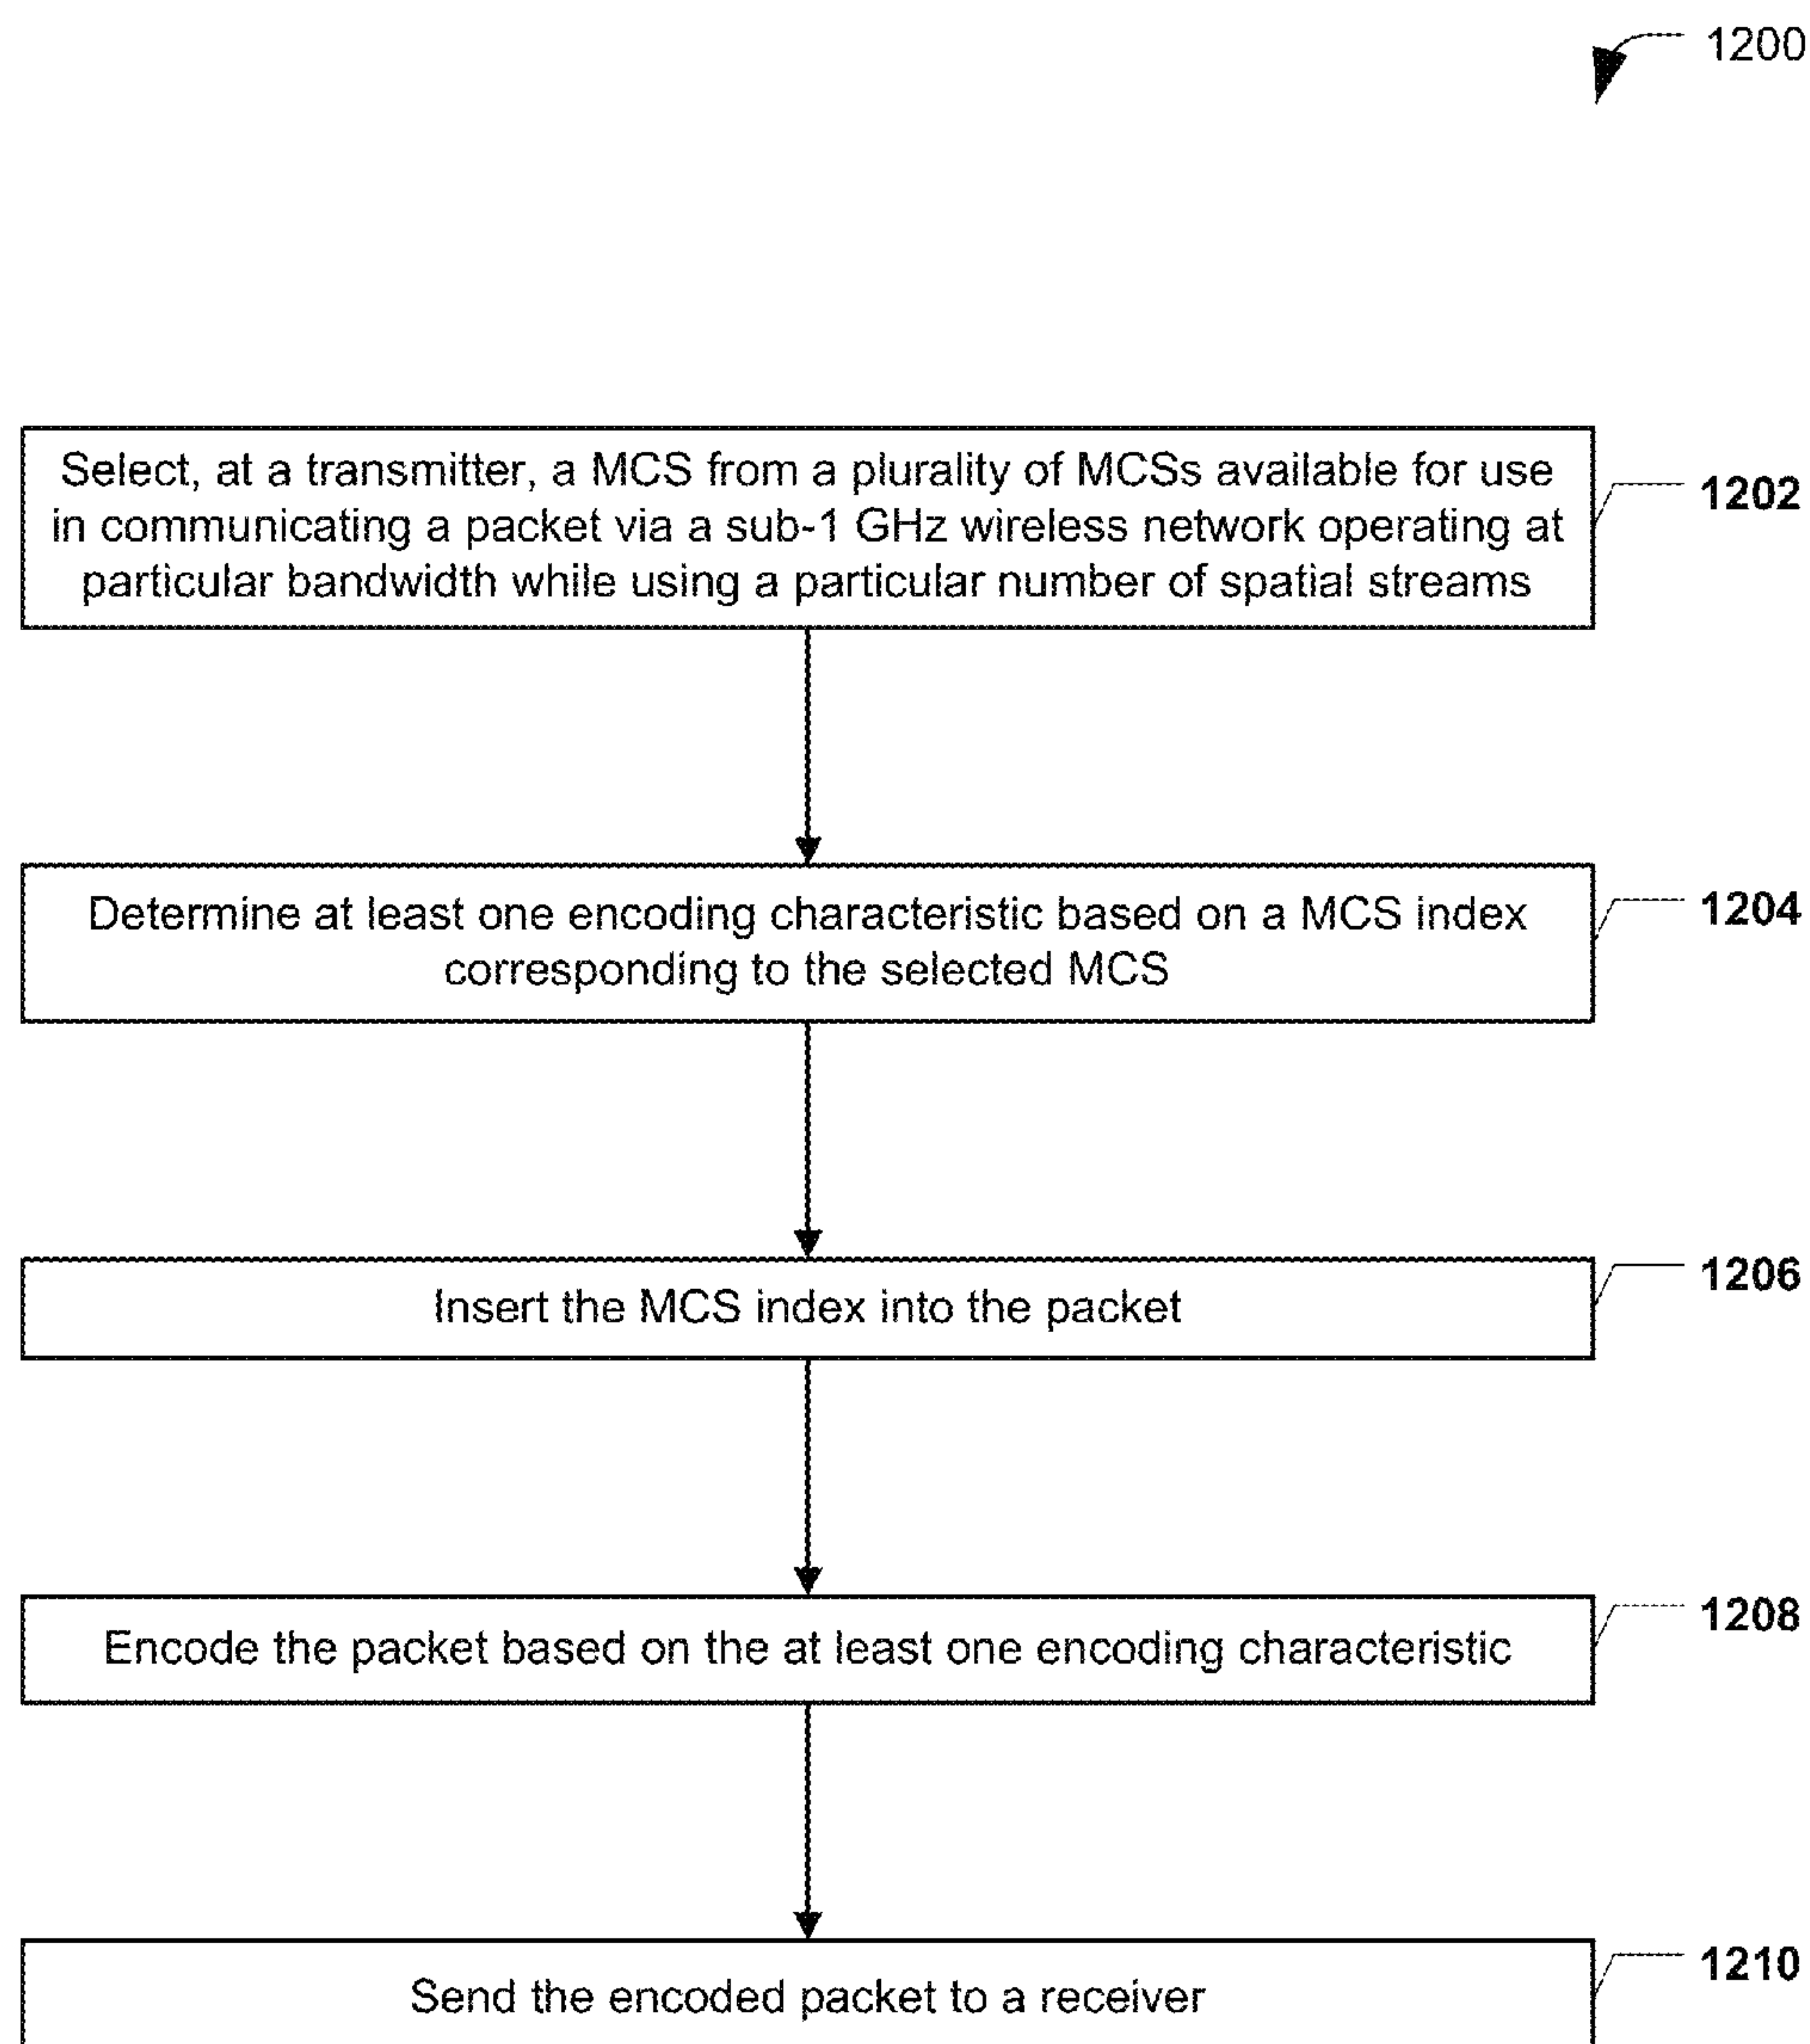 1200
Select, at a transmitter, a MCS from a plurality of MCSs available for use
in communicating a packet via a sub-1 GHz wireless network operating at
particular bandwidth while using a particular number of spatial streams
1202
Determine at least one encoding characteristic based on a MCS index
corresponding to the selected MCS
1204
Insert the MCS index into the packet
1206
Encode the packet based on the at least one encoding characteristic
1208
Send the encoded packet to a receiver
1210